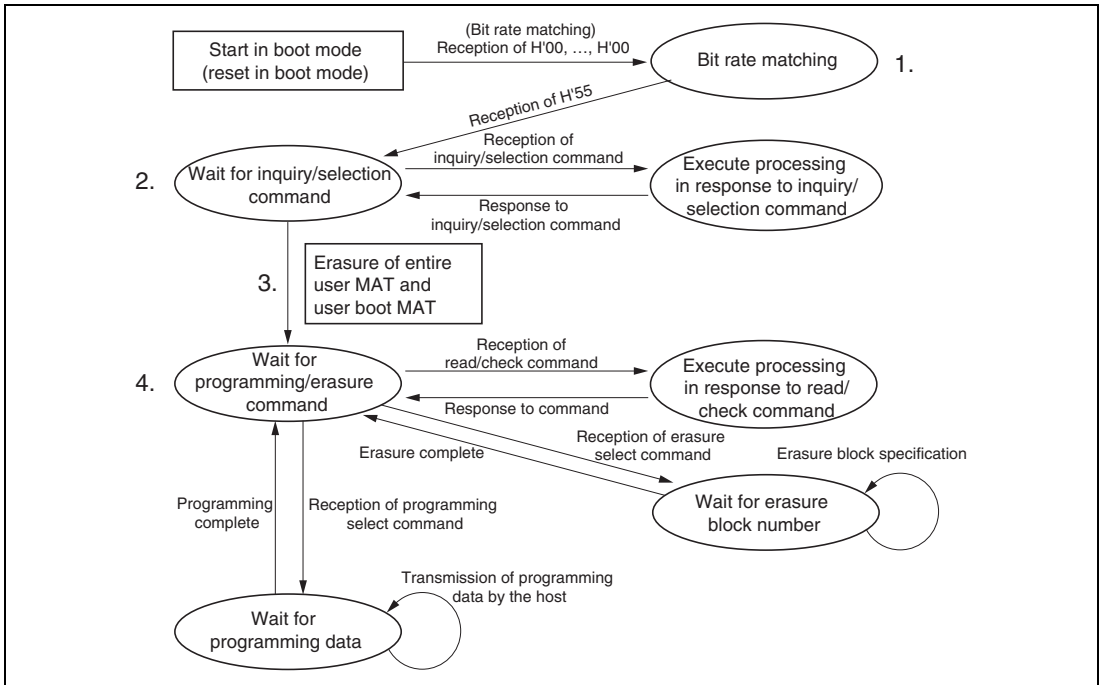 Start in boot mode
(reset in boot mode)
(Bit rate matching)
Reception of H'00, …, H'00
Bit rate matching
1.
Reception of H'55
2.
Wait for inquiry/selection
command
Reception of
inquiry/selection command
Response to
inquiry/selection command
Execute processing
in response to inquiry/
selection command
3.
Erasure of entire
user MAT and
user boot MAT
4.
Wait for
programming/erasure
command
Reception of
read/check command
Response to command
Execute processing
in response to read/
check command
Reception of erasure
select command
Erasure complete
Erasure block specification
Wait for erasure
block number
Programming
complete
Reception of programming
select command
Transmission of programming
data by the host
Wait for
programming data